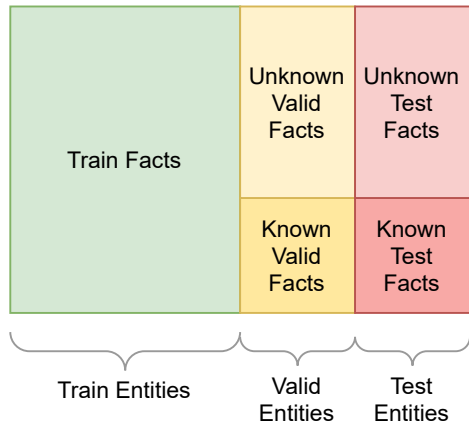 Train Facts
Unknown
Valid
Facts
Unknown
Test
Facts
Known
Valid
Facts
Known
Test
Facts
Train Entities
Valid
Entities
Test
Entities